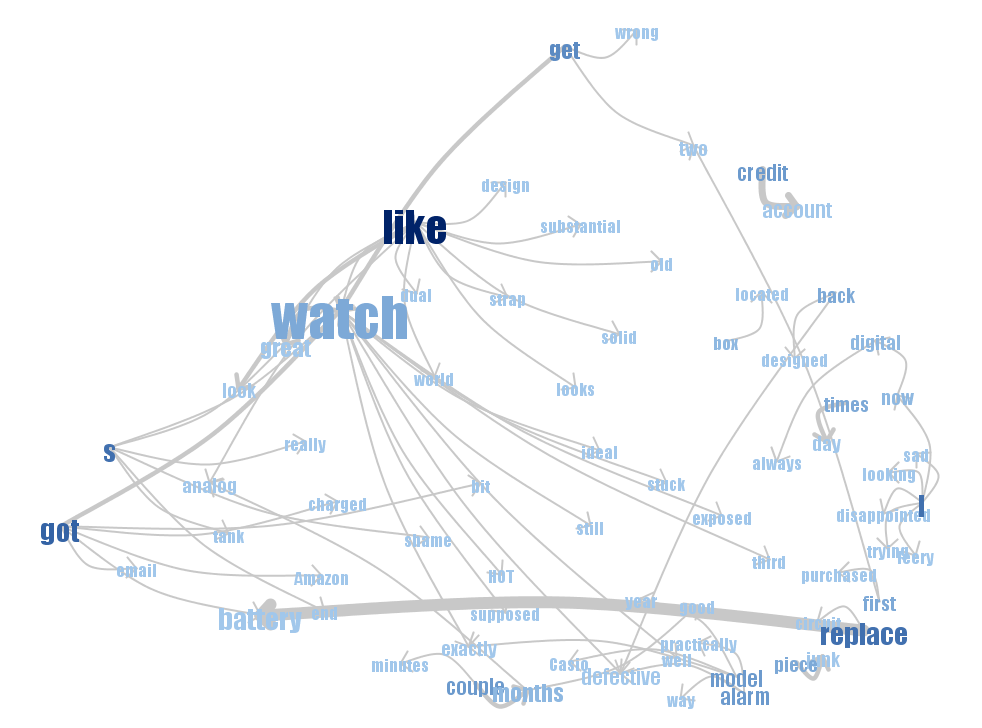 wrong
get
two
credit
design
account
like
substantial
old
dual
strap
located
back
watch
solid
box
digital
great
designed
world
look
looks
now
times
really
day
s
ideal
sad
always
looking
analog
charged
bit
stuck
I
disappointed
exposed
got
tank
still
spume
trying
reery
third
email
Amazon
NOT
purchased
year
first
good
battery
end
supposed
circuit
replace
practically
exactly
well
junk
minutes
Casio
piece
defective
model
couple
months
alarm
way